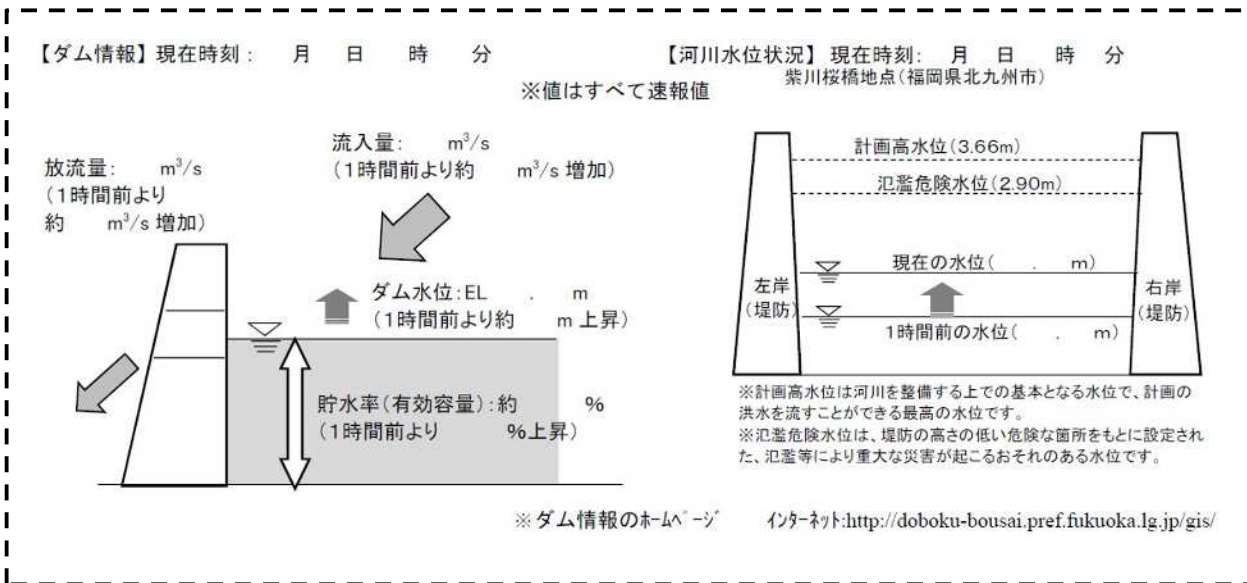 【ダム情報】現在時刻： 月 日 時 分
【河川水位状況】 現在時刻： 月 日 時 分
紫川桜橋地点（福岡県北九州市）
※値はすべて速報値
放流量： m³/s
（１時間前より
約 m³/s 増加）
流入量： m³/s
（１時間前より約 m³/s 増加）
ダム水位：EL ． m
（１時間前より約 m 上昇）
貯水率（有効容量）：約 %
（１時間前より %上昇）
計画高水位（3.66m）
氾濫危険水位（2.90m）
現在の水位（ ． m）
1時間前の水位（ ． m）
左岸
（堤防）
右岸
（堤防）
※計画高水位は河川を整備する上での基本となる水位で、計画の
洪水を流すことができる最高の水位です。
※氾濫危険水位は、堤防の高さの低い危険な箇所をもとに設定され
た、氾濫等により重大な災害が起こるおそれのある水位です。
※ダム情報のﾎｰﾑﾍﾟｰｼﾞ ｲﾝﾀｰﾈｯﾄ:http://doboku-bousai.pref.fukuoka.lg.jp/gis/